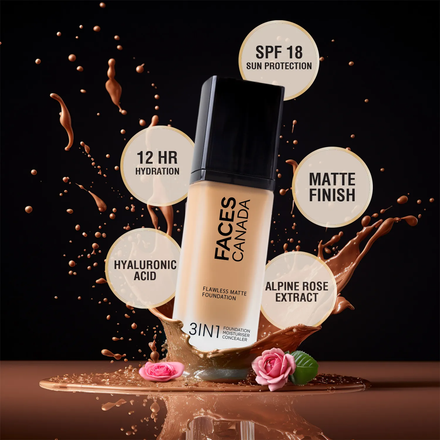 SPF 18
SUN PROTECTION
12 HR
HYDRATION
MATTE
FINISH
HYALURONIC
ACID
ALPINE ROSE
EXTRACT
FACES
CANADA
FLAWLESS MATTE
FOUNDATION
3IN1
FOUNDATION
MOISTURISER
CONCEALER